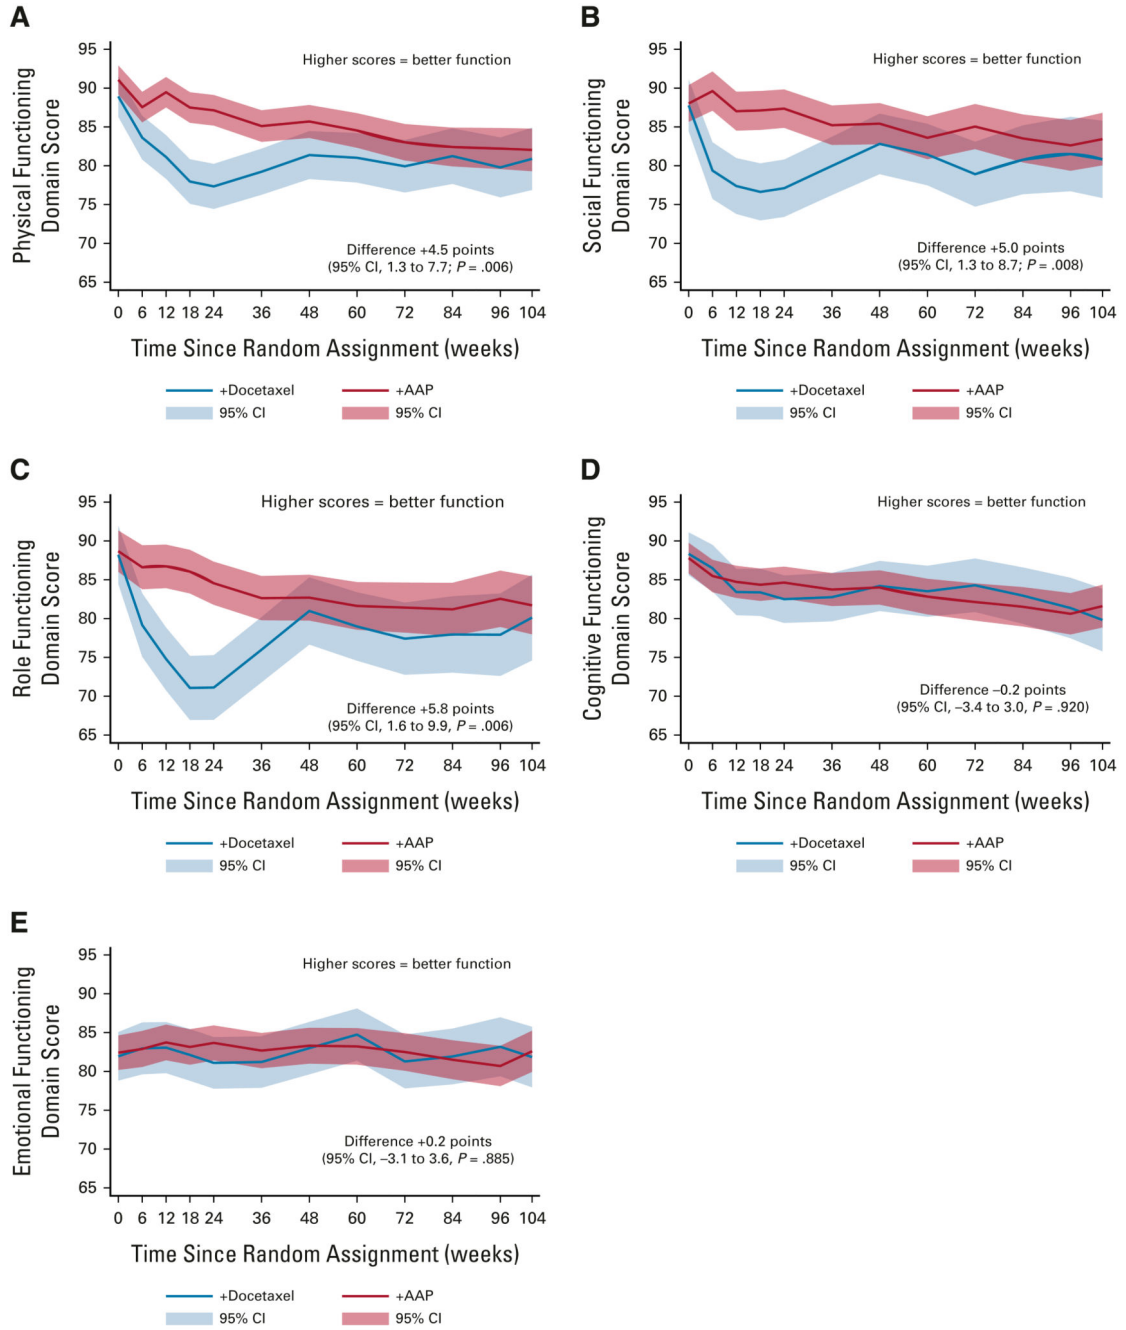 A
Physical Functioning
Domain Score
95
90
85
80
75
70
65
Higher scores = better function
Difference +4.5 points
(95% CI, 1.3 to 7.7; P = .006)
0 6 12 18 24 36 48 60 72 84 96 104
Time Since Random Assignment (weeks)
+Docetaxel +AAP
95% CI 95% CI
B
Social Functioning
Domain Score
95
90
85
80
75
70
65
Higher scores = better function
Difference +5.0 points
(95% CI, 1.3 to 8.7; P = .008)
0 6 12 18 24 36 48 60 72 84 96 104
Time Since Random Assignment (weeks)
+Docetaxel +AAP
95% CI 95% CI
C
Role Functioning
Domain Score
95
90
85
80
75
70
65
Higher scores = better function
Difference +5.8 points
(95% CI, 1.6 to 9.9, P = .006)
0 6 12 18 24 36 48 60 72 84 96 104
Time Since Random Assignment (weeks)
+Docetaxel +AAP
95% CI 95% CI
D
Cognitive Functioning
Domain Score
95
90
85
80
75
70
65
Higher scores = better function
Difference –0.2 points
(95% CI, –3.4 to 3.0, P = .920)
0 6 12 18 24 36 48 60 72 84 96 104
Time Since Random Assignment (weeks)
+Docetaxel +AAP
95% CI 95% CI
E
Emotional Functioning
Domain Score
95
90
85
80
75
70
65
Higher scores = better function
Difference +0.2 points
(95% CI, –3.1 to 3.6, P = .885)
0 6 12 18 24 36 48 60 72 84 96 104
Time Since Random Assignment (weeks)
+Docetaxel +AAP
95% CI 95% CI